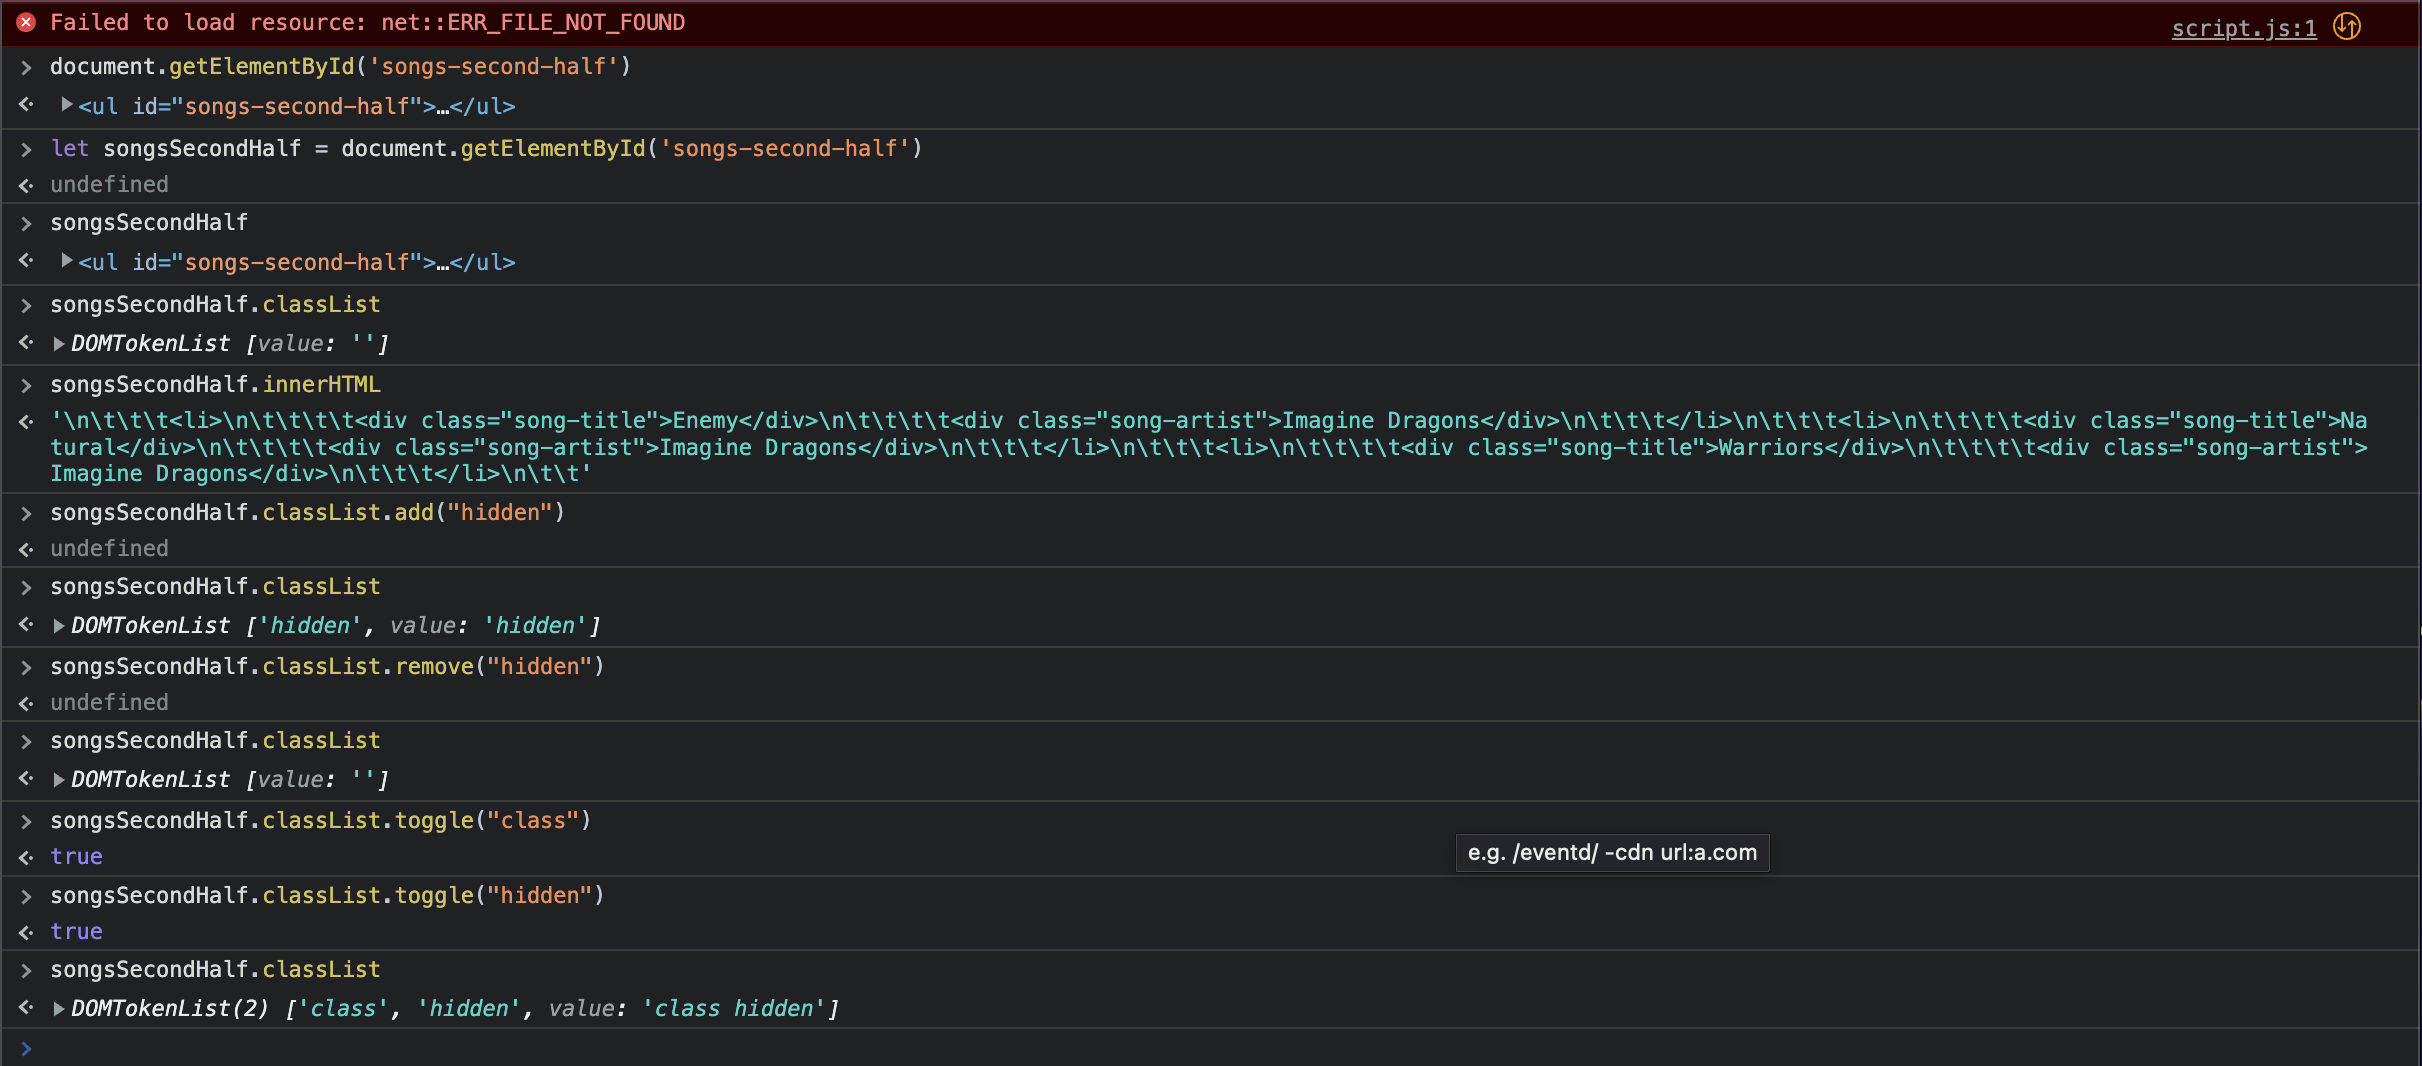 Failed to load resource: net::ERR_FILE_NOT_FOUND script.js:1
> document.getElementById('songs-second-half')
<ul id="songs-second-half">…</ul>
> let songsSecondHalf = document.getElementById('songs-second-half')
undefined
> songsSecondHalf
<ul id="songs-second-half">…</ul>
> songsSecondHalf.classList
DOMTokenList [value: '']
> songsSecondHalf.innerHTML
'\n\t\t\t<li>\n\t\t\t\t<div class="song-title">Enemy</div>\n\t\t\t\t<div class="song-artist">Imagine Dragons</div>\n\t\t\t</li>\n\t\t\t<li>\n\t\t\t\t<div class="song-title">Na
tural</div>\n\t\t\t\t<div class="song-artist">Imagine Dragons</div>\n\t\t\t</li>\n\t\t\t<li>\n\t\t\t\t<div class="song-title">Warriors</div>\n\t\t\t\t<div class="song-artist">
Imagine Dragons</div>\n\t\t\t</li>\n\t\t'
> songsSecondHalf.classList.add("hidden")
undefined
> songsSecondHalf.classList
DOMTokenList ['hidden', value: 'hidden']
> songsSecondHalf.classList.remove("hidden")
undefined
> songsSecondHalf.classList
DOMTokenList [value: '']
> songsSecondHalf.classList.toggle("class")
true
e.g. /eventd/ -cdn url:a.com
> songsSecondHalf.classList.toggle("hidden")
true
> songsSecondHalf.classList
DOMTokenList(2) ['class', 'hidden', value: 'class hidden']
>